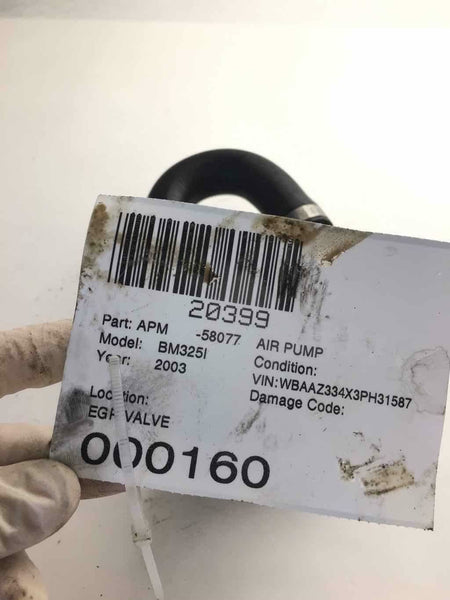 20399
Part: APM -58077 AIR PUMP
Model: BM325I Condition:
Year: 2003 VIN:WBAAZ334X3PH31587
Damage Code:
Location:
EGR VALVE
000160